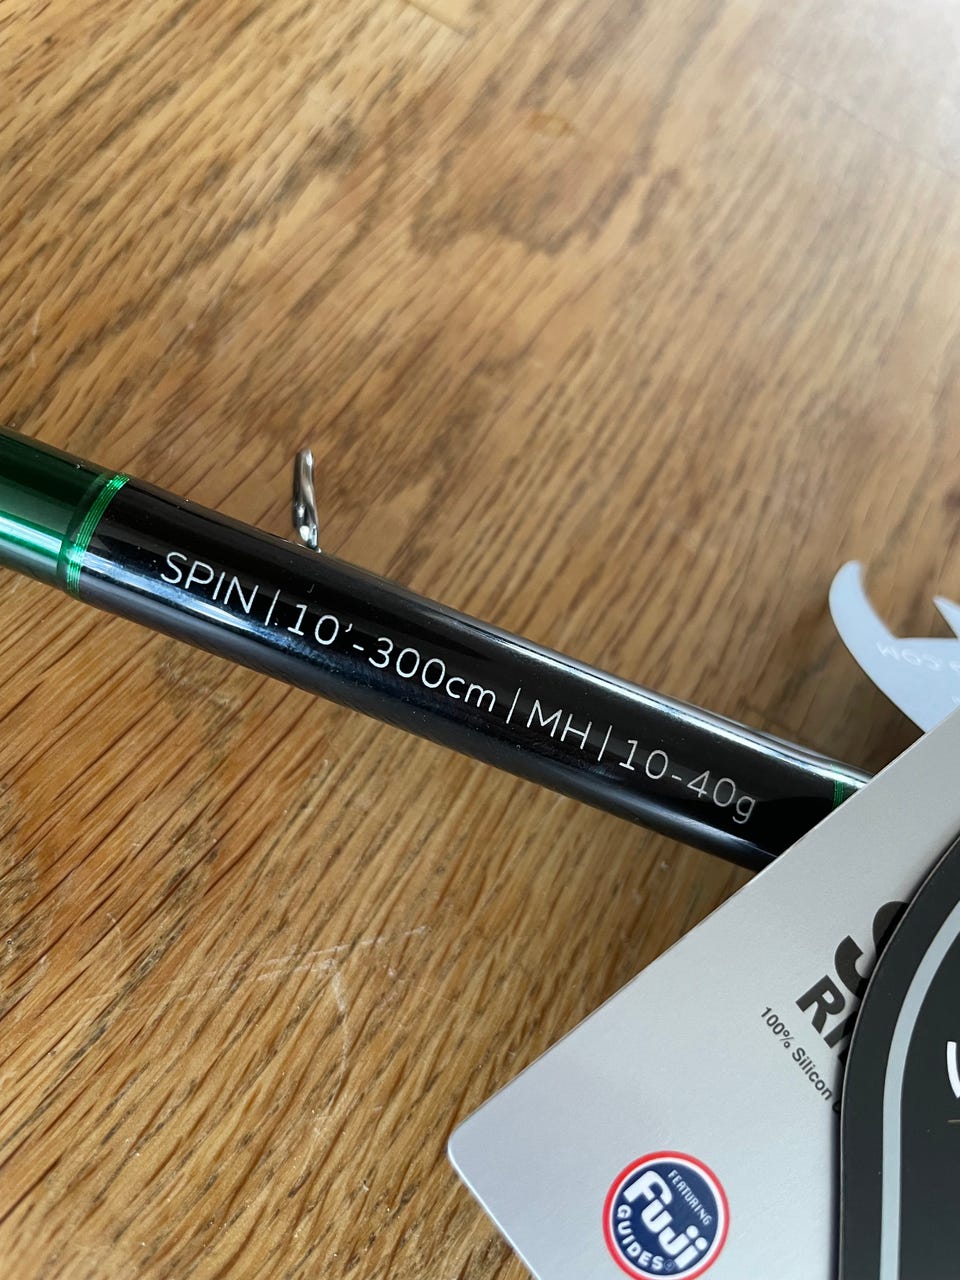 SPIN | 10’-300cm | MH | 10-40g
100% Silicon
FEATURING
Fuji
GUIDES®